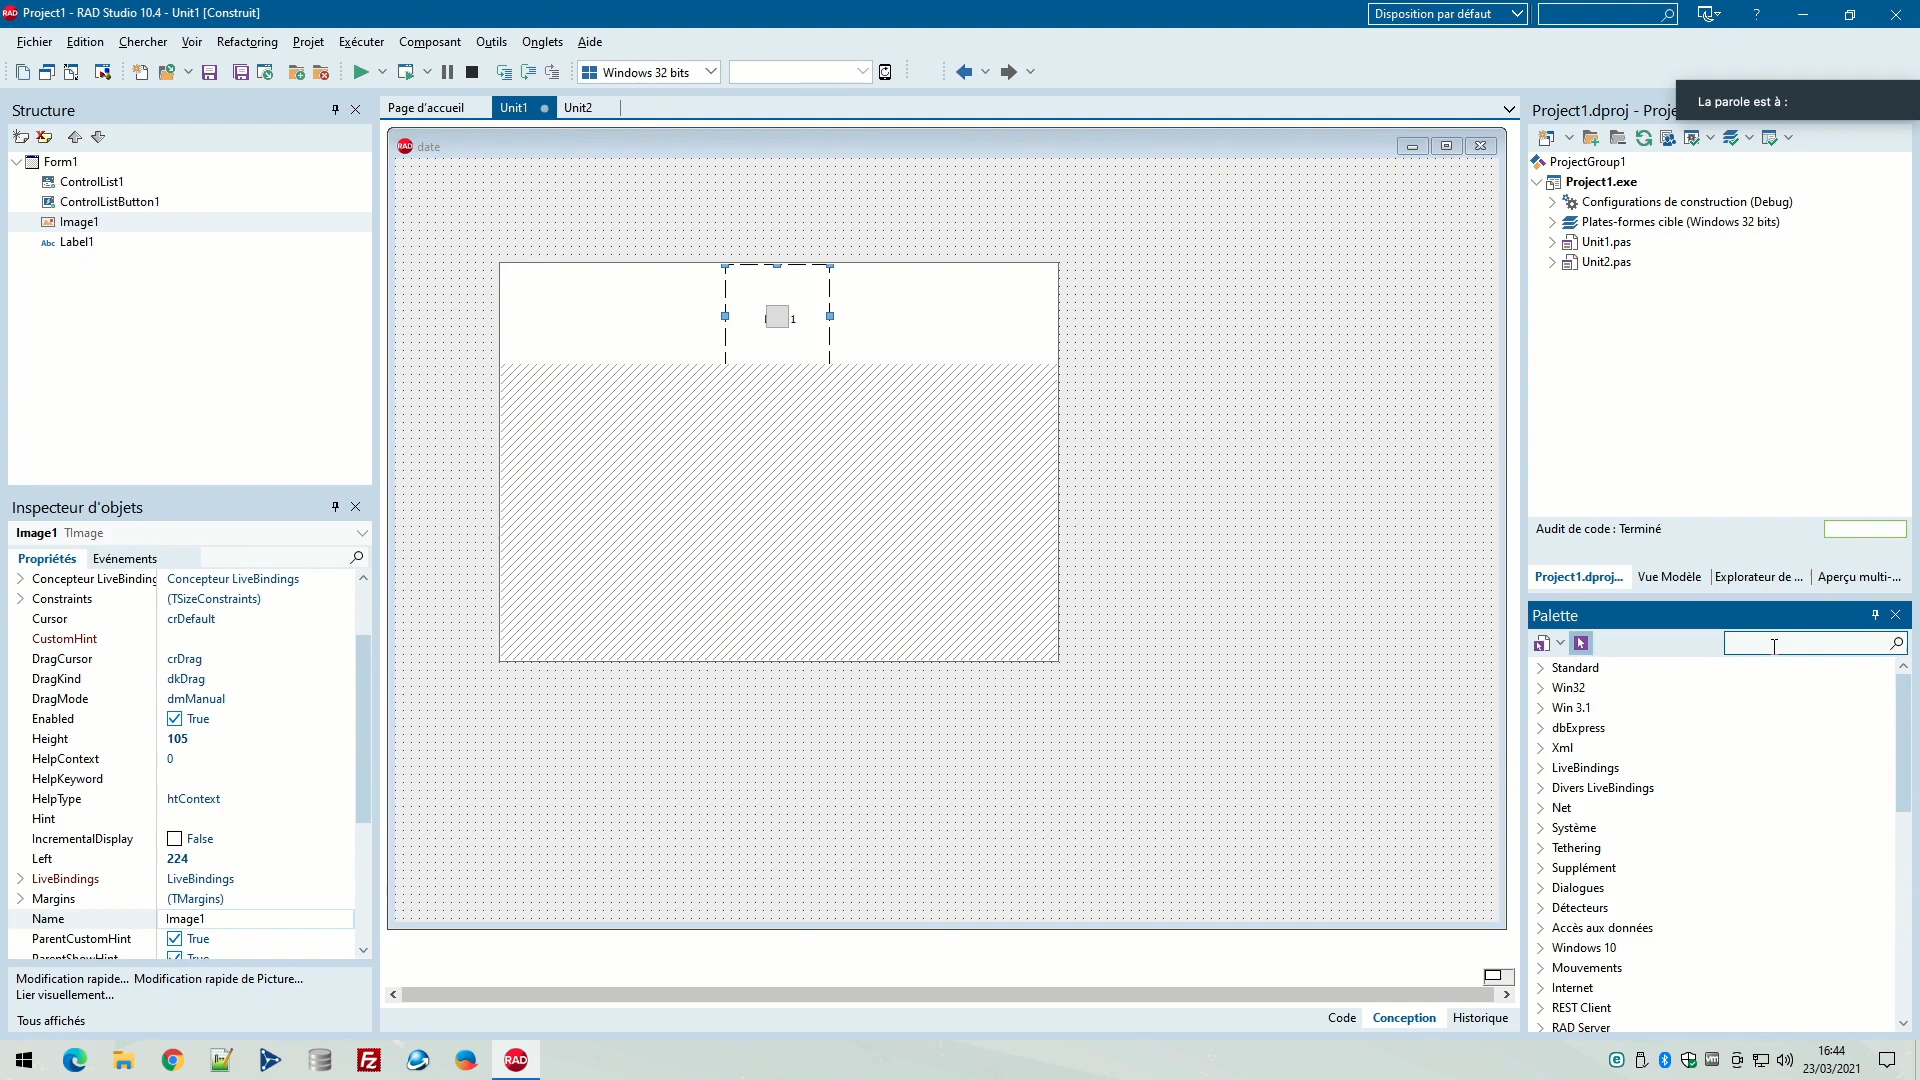 Project1 - RAD Studio 10.4 - Unit1 [Construit]
Disposition par défaut
?
Fichier Edition Chercher Voir Refactoring Projet Exécuter Composant Outils Onglets Aide
Windows 32 bits
Structure
Form1
ControlList1
ControlListButton1
Image1
Label1
Page d'accueil
Unit1
Unit2
RAD date
1
Project1.dproj - Proje
La parole est à :
ProjectGroup1
Project1.exe
Configurations de construction (Debug)
Plates-formes cible (Windows 32 bits)
Unit1.pas
Unit2.pas
Audit de code : Terminé
Project1.dproj... Vue Modèle Explorateur de ... Aperçu multi-...
Inspecteur d'objets
Image1 TImage
Propriétés Evénements
Concepteur LiveBinding Concepteur LiveBindings
Constraints (TSizeConstraints)
Cursor crDefault
CustomHint
DragCursor crDrag
DragKind dkDrag
DragMode dmManual
Enabled True
Height 105
HelpContext 0
HelpKeyword
HelpType htContext
Hint
IncrementalDisplay False
Left 224
LiveBindings LiveBindings
Margins (TMargins)
Name Image1
ParentCustomHint True
ParentShowHint True
Modification rapide... Modification rapide de Picture...
Lier visuellement...
Tous affichés
Code Conception Historique
Palette
Standard
Win32
Win 3.1
dbExpress
Xml
LiveBindings
Divers LiveBindings
Net
Système
Tethering
Supplément
Dialogues
Détecteurs
Accès aux données
Windows 10
Mouvements
Internet
REST Client
RAD Server
RAD
16:44
23/03/2021